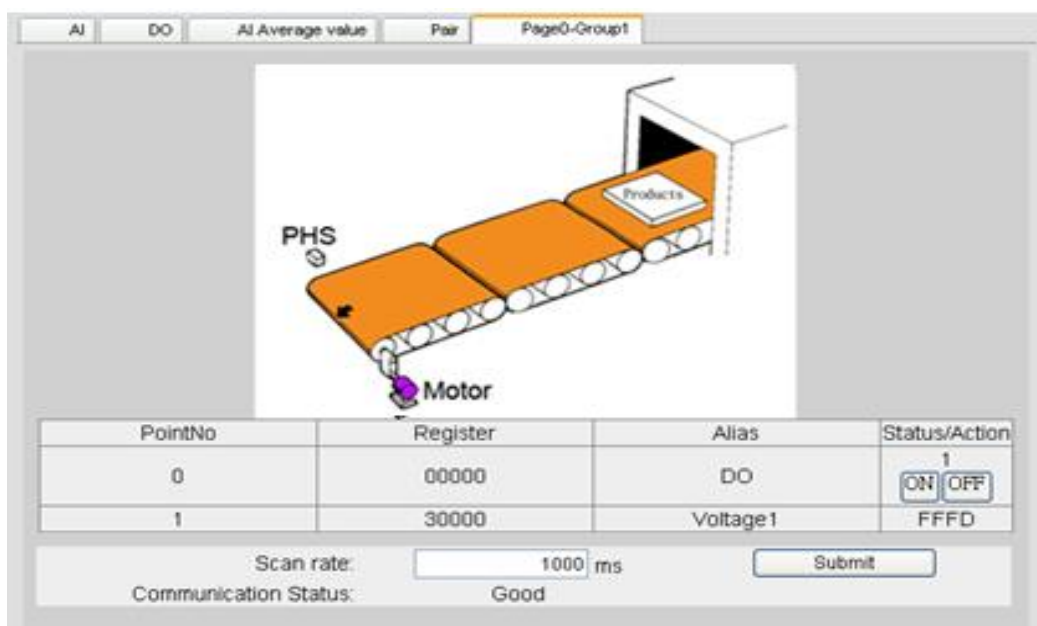 AI DO AI Average value Pair Page0-Group1
Products
PHS
Motor
PointNo Register Alias Status/Action
0 00000 DO 1
ON OFF
1 30000 Voltage1 FFFD
Scan rate: 1000 ms Submit
Communication Status: Good